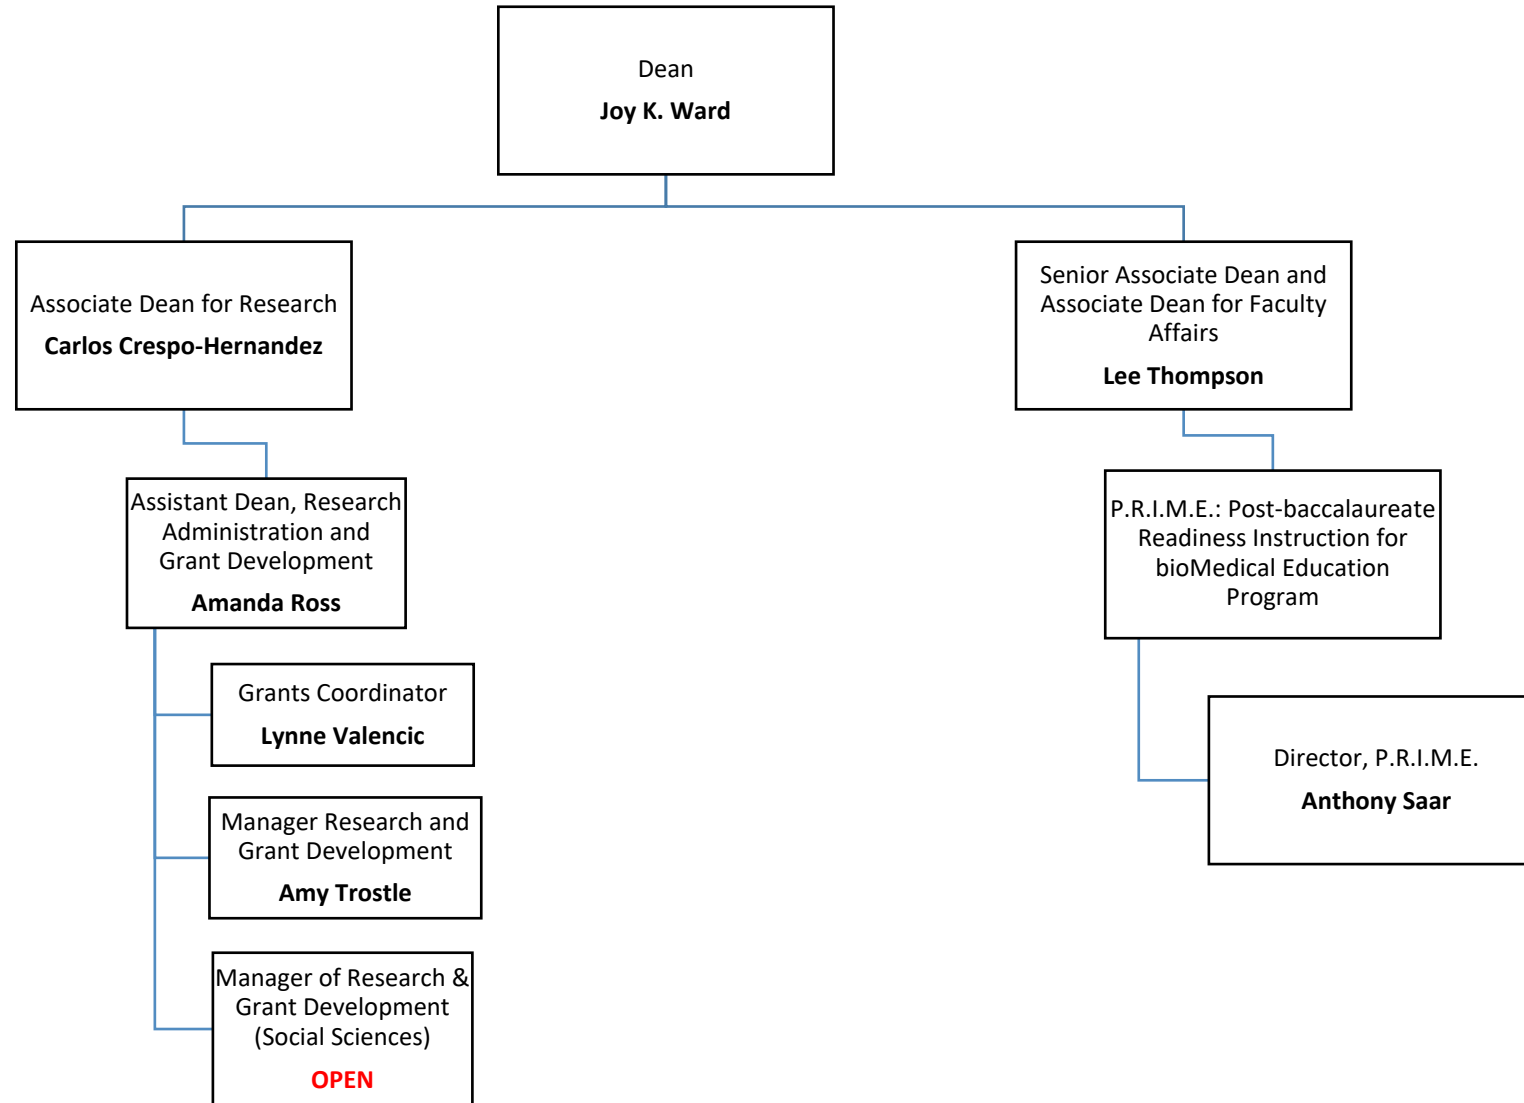 Dean
Joy K. Ward
Associate Dean for Research
Carlos Crespo-Hernandez
Senior Associate Dean and
Associate Dean for Faculty
Affairs
Lee Thompson
Assistant Dean, Research
Administration and
Grant Development
Amanda Ross
P.R.I.M.E.: Post-baccalaureate
Readiness Instruction for
bioMedical Education
Program
Grants Coordinator
Lynne Valencic
Director, P.R.I.M.E.
Anthony Saar
Manager Research and
Grant Development
Amy Trostle
Manager of Research &
Grant Development
(Social Sciences)
OPEN